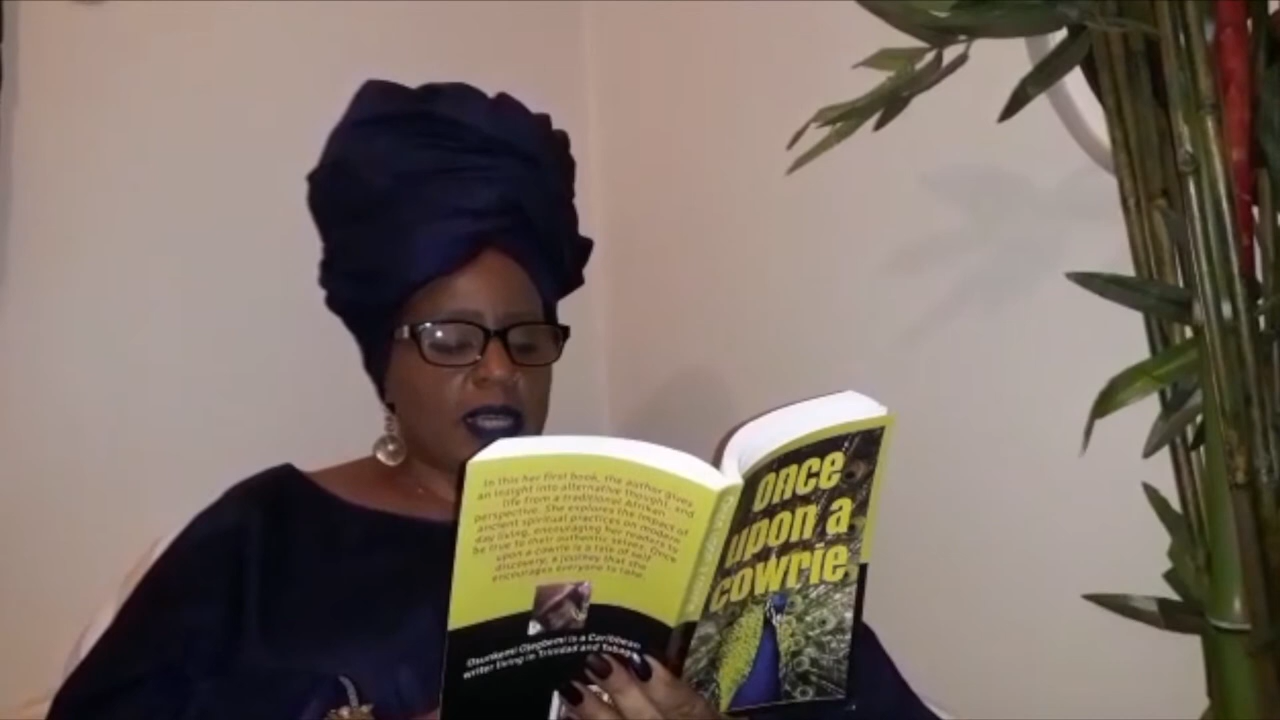 In this her first book, the author gives
an insight into alternative thought, and
life from a traditional Afrikan
perspective. She explores the impact of
ancient spiritual practices on modern
day living, encouraging her readers to
be true to their authentic selves. Once
upon a cowrie is a tale of self
discovery, a journey that she
encourages everyone to take.
Osunkemi Olagbemi is a Caribbean
writer living in Trinidad and Tobago
once
upon a
cowrie